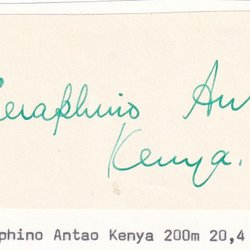 Seraphino An
Kenya.
phino Antao Kenya 200m 20,4